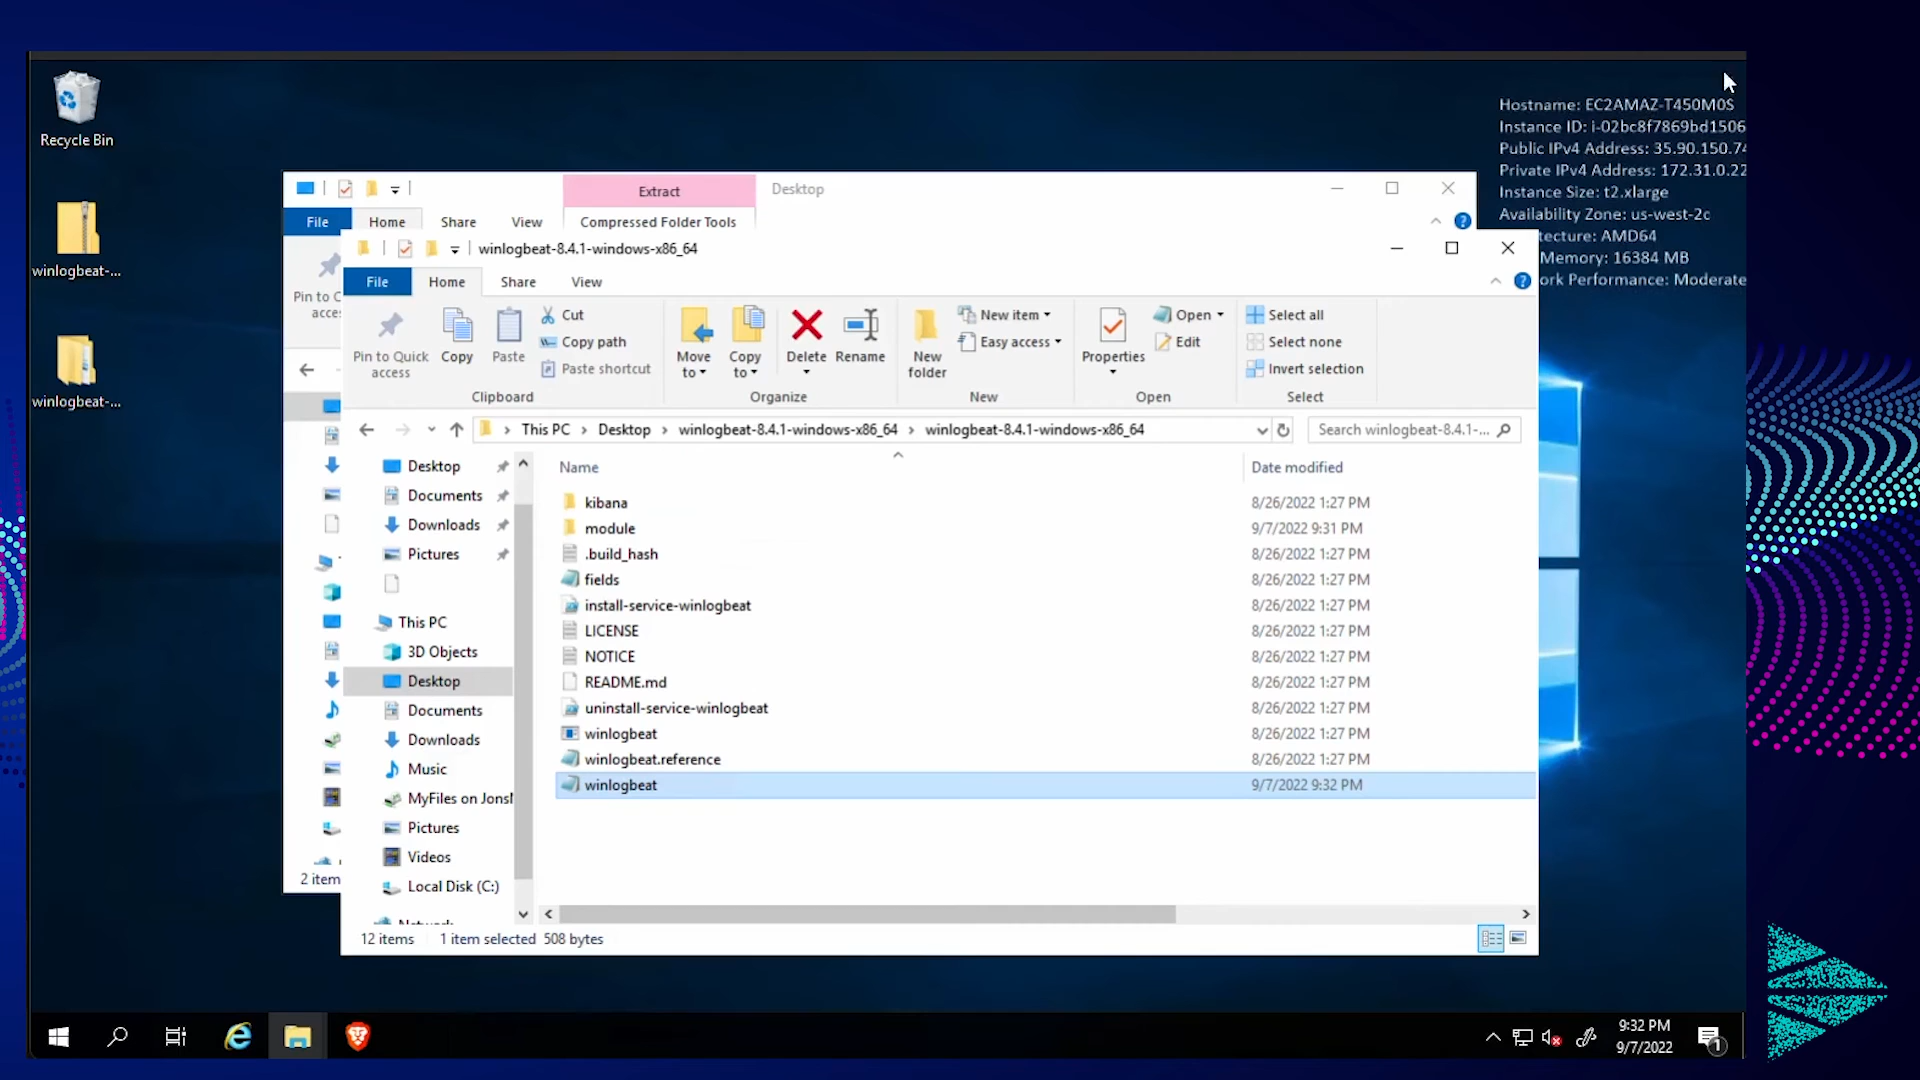 Recycle Bin
winlogbeat-...
winlogbeat-...
Hostname: EC2AMAZ-T450M0S
Instance ID: i-02bc8f7869bd1506
Public IPv4 Address: 35.90.150.74
Private IPv4 Address: 172.31.0.22
Instance Size: t2.xlarge
Availability Zone: us-west-2c
tecture: AMD64
Memory: 16384 MB
ork Performance: Moderate
Extract
Desktop
File
Home
Share
View
Compressed Folder Tools
Pin to C
acce
2 item
winlogbeat-8.4.1-windows-x86_64
File
Home
Share
View
Pin to Quick access
Copy
Paste
Cut
Copy path
Paste shortcut
Clipboard
Move to
Copy to
Delete
Rename
Organize
New folder
New item
Easy access
New
Properties
Open
Edit
Open
Select all
Select none
Invert selection
Select
This PC
Desktop
winlogbeat-8.4.1-windows-x86_64
winlogbeat-8.4.1-windows-x86_64
Search winlogbeat-8.4.1-...
Desktop
Documents
Downloads
Pictures
This PC
3D Objects
Desktop
Documents
Downloads
Music
MyFiles on Jons
Pictures
Videos
Local Disk (C:)
Network
Name
Date modified
kibana 8/26/2022 1:27 PM
module 9/7/2022 9:31 PM
.build_hash 8/26/2022 1:27 PM
fields 8/26/2022 1:27 PM
install-service-winlogbeat 8/26/2022 1:27 PM
LICENSE 8/26/2022 1:27 PM
NOTICE 8/26/2022 1:27 PM
README.md 8/26/2022 1:27 PM
uninstall-service-winlogbeat 8/26/2022 1:27 PM
winlogbeat 8/26/2022 1:27 PM
winlogbeat.reference 8/26/2022 1:27 PM
winlogbeat 9/7/2022 9:32 PM
12 items
1 item selected 508 bytes
9:32 PM
9/7/2022
1